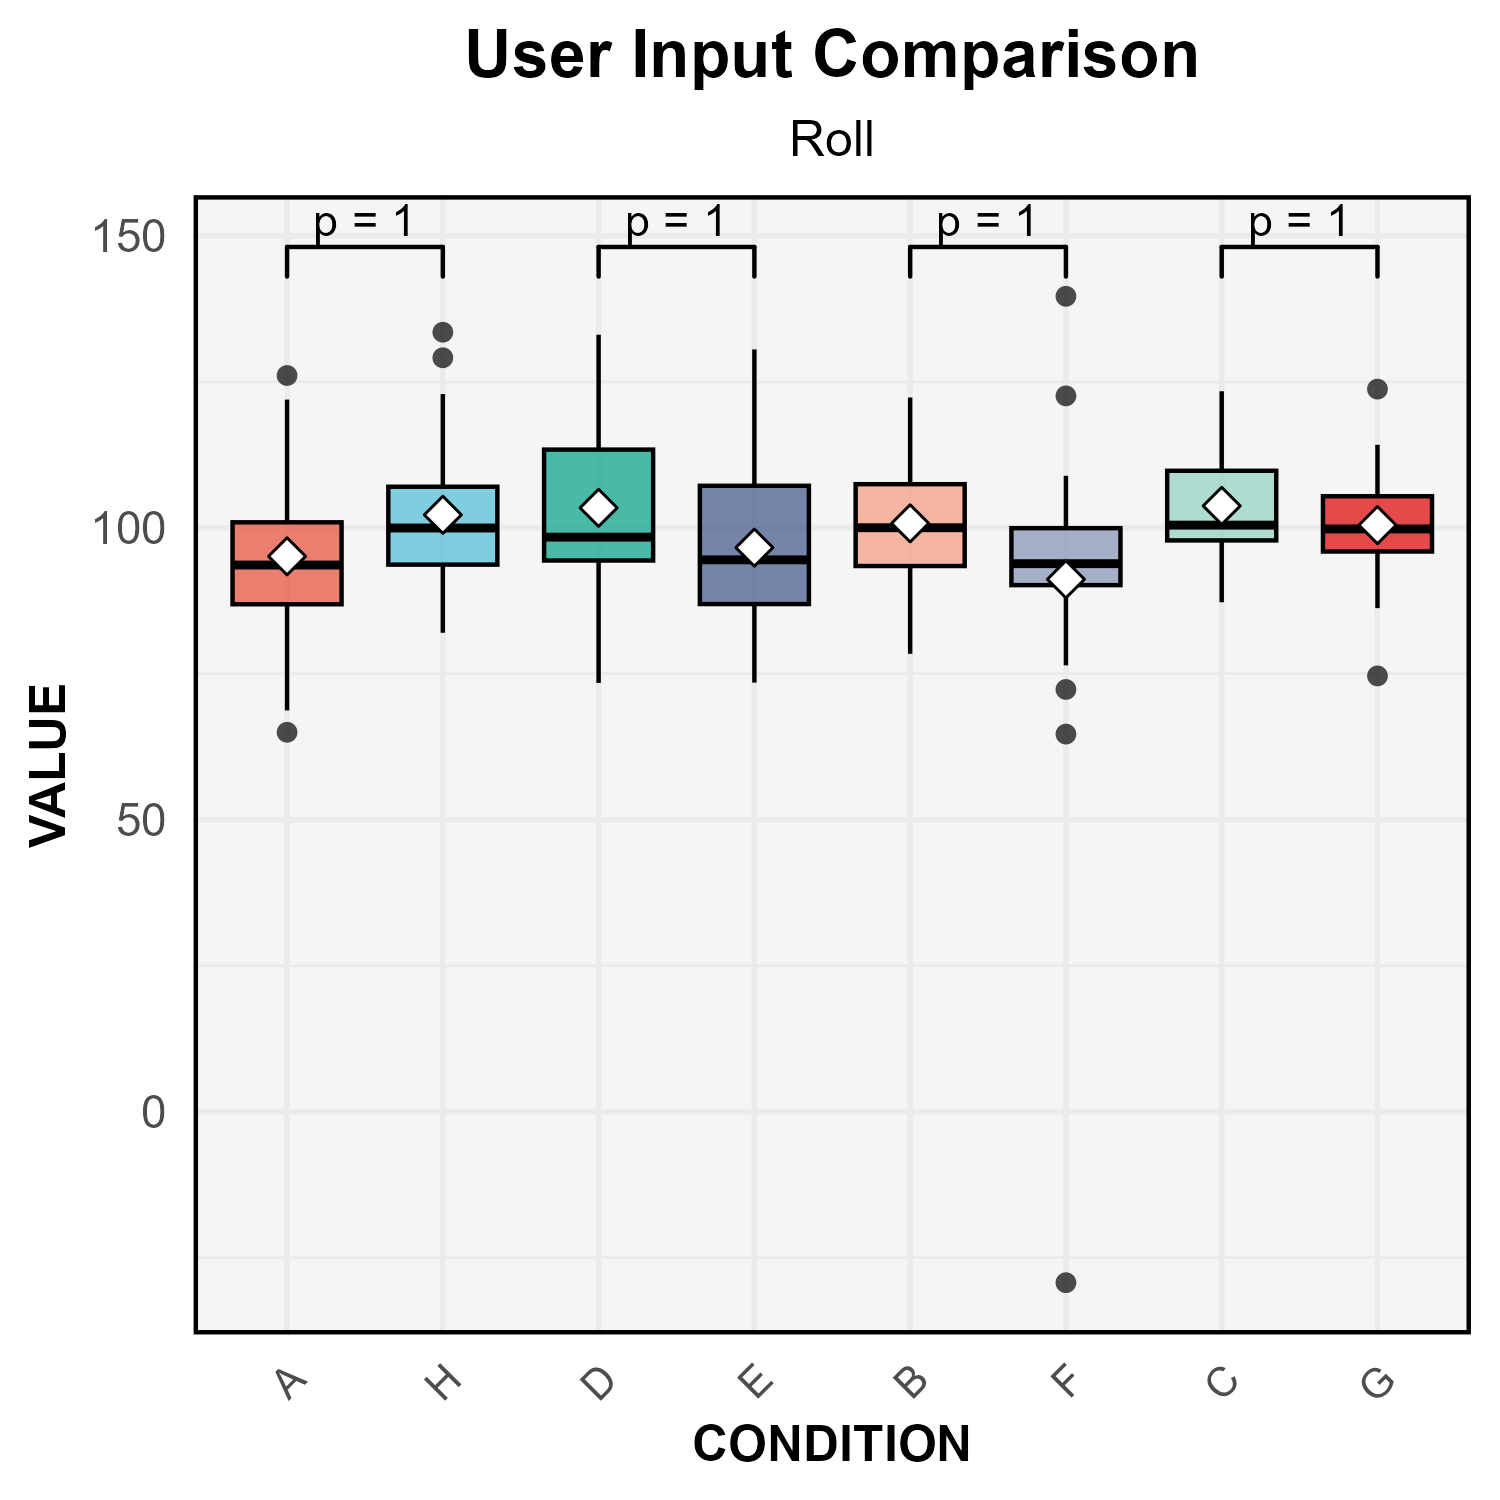 User Input Comparison
Roll
p = 1 p = 1 p = 1 p = 1
150
100
50
0
VALUE
A H D E B F C G
CONDITION